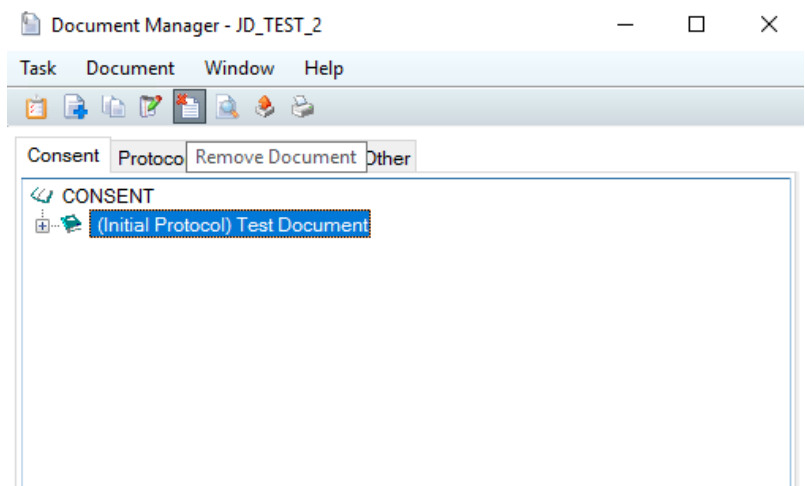 Document Manager - JD_TEST_2
Task Document Window Help
Consent Protoco Remove Document Other
CONSENT
(Initial Protocol) Test Document